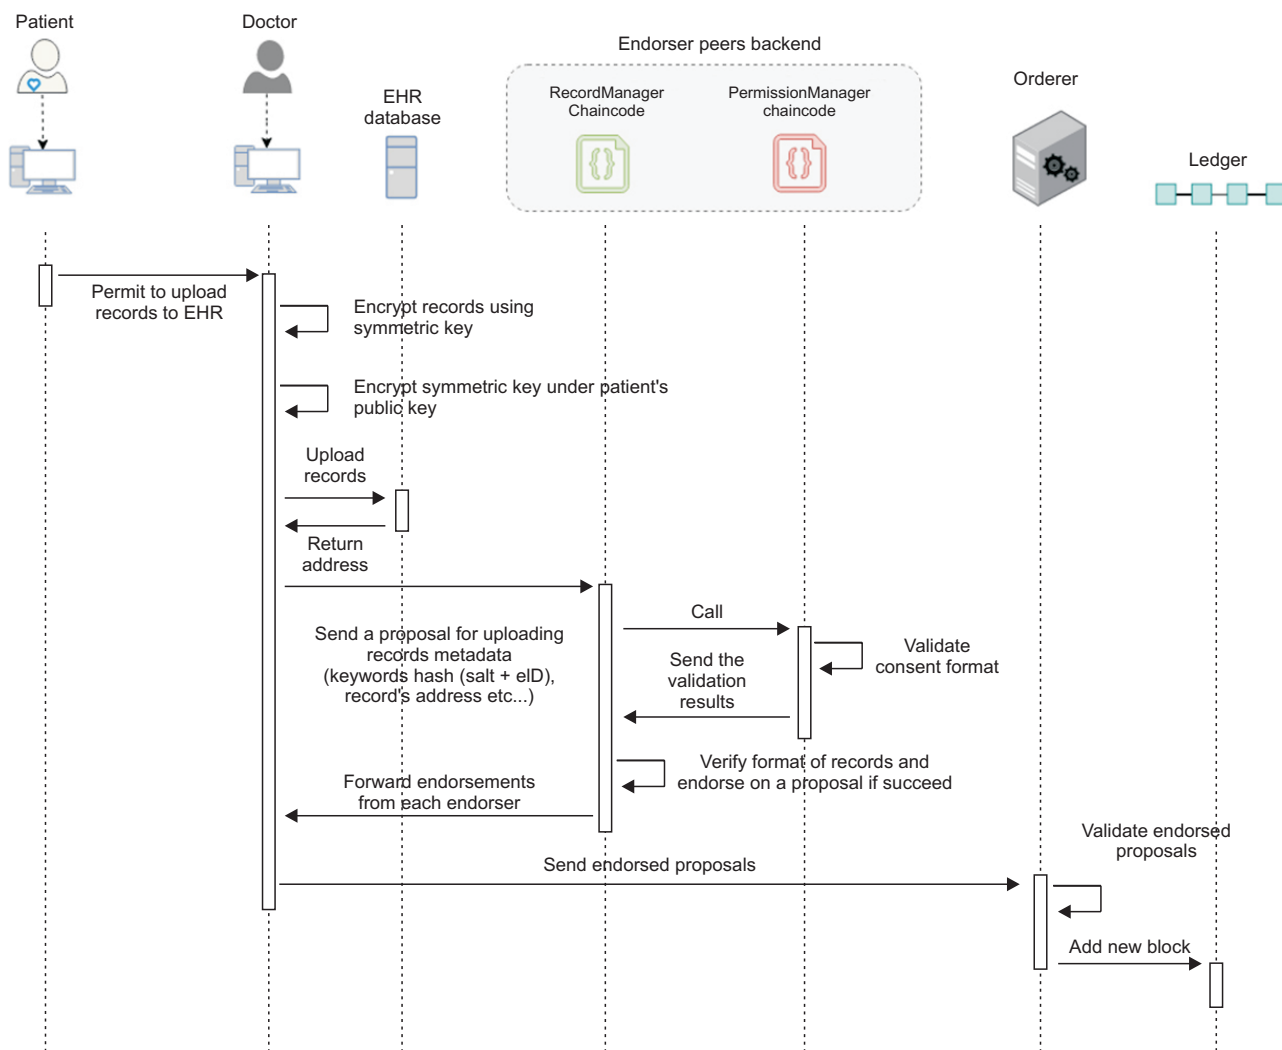 Patient
Doctor
EHR
database
Endorser peers backend
RecordManager
Chaincode
PermissionManager
chaincode
Orderer
Ledger
Permit to upload
records to EHR
Encrypt records using
symmetric key
Encrypt symmetric key under patient's
public key
Upload
records
Return
address
Send a proposal for uploading
records metadata
(keywords hash (salt + eID),
record's address etc...)
Call
Validate
consent format
Send the
validation
results
Verify format of records and
endorse on a proposal if succeed
Forward endorsements
from each endorser
Send endorsed proposals
Validate endorsed
proposals
Add new block